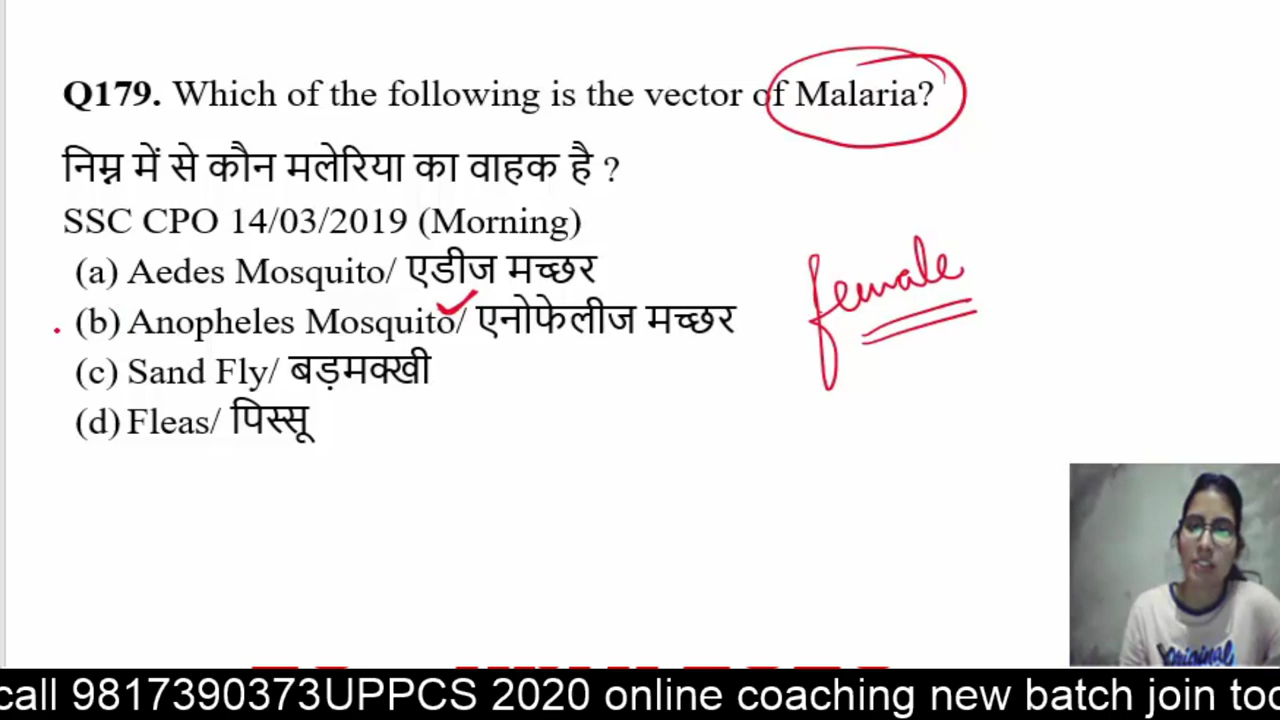 Q179. Which of the following is the vector of Malaria?
निम्न में से कौन मलेरिया का वाहक है ?
SSC CPO 14/03/2019 (Morning)
(a) Aedes Mosquito/ एडीज मच्छर
(b) Anopheles Mosquito/ एनोफेलीज मच्छर
female
(c) Sand Fly/ बड़मक्खी
(d) Fleas/ पिस्सू
Original
call 9817390373UPPCS 2020 online coaching new batch join too